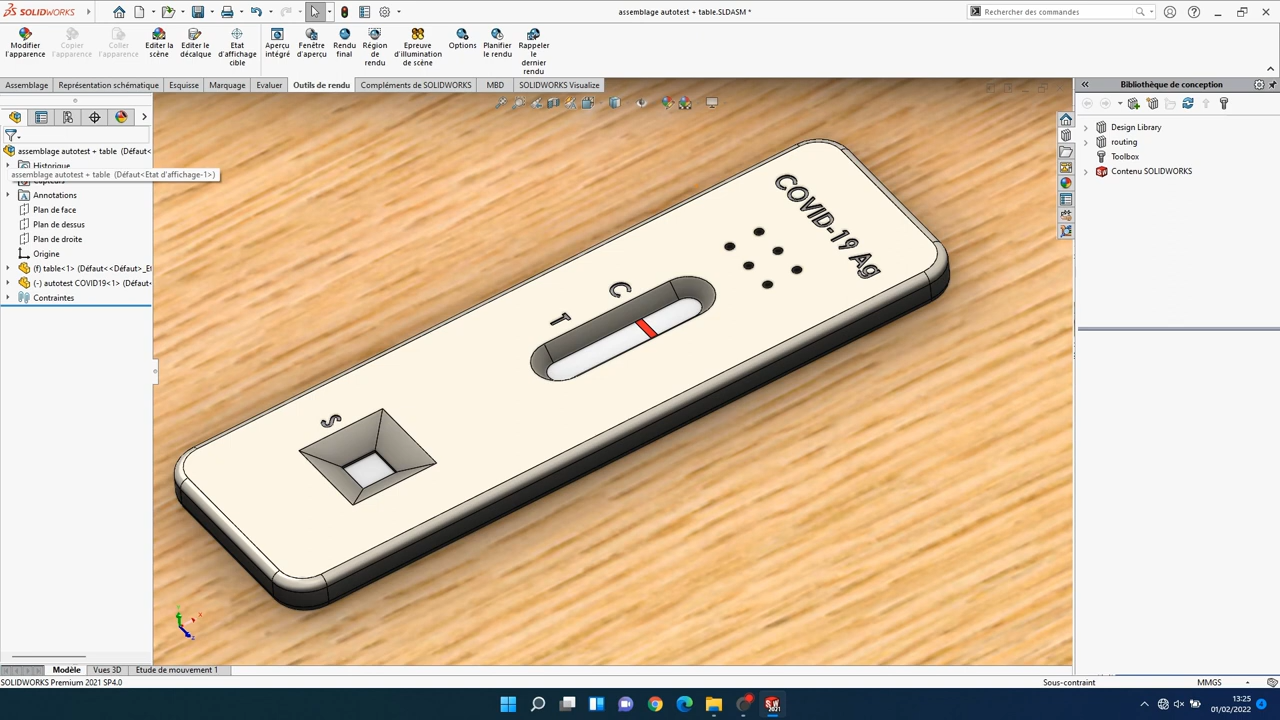 SOLIDWORKS
assemblage autotest + table.SLDASM *
Rechercher des commandes
Modifier l'apparence
Copier l'apparence
Coller l'apparence
Editer la scène
Editer le décalque
Etat d'affichage cible
Aperçu intégré
Fenêtre d'aperçu
Rendu final
Région de rendu
Epreuve d'illumination de scène
Options
Planifier le rendu
Rappeler le dernier rendu
Assemblage
Représentation schématique
Esquisse
Marquage
Evaluer
Outils de rendu
Compléments de SOLIDWORKS
MBD
SOLIDWORKS Visualize
assemblage autotest + table (Défaut<
Historique
assemblage autotest + table (Défaut<Etat d'affichage-1>)
Capteurs
Annotations
Plan de face
Plan de dessus
Plan de droite
Origine
(f) table<1> (Défaut<<Défaut>_Et
(-) autotest COVID19<1> (Défaut<
Contraintes
COVID-19 Ag
C
T
S
Bibliothèque de conception
Design Library
routing
Toolbox
Contenu SOLIDWORKS
Modèle
Vues 3D
Etude de mouvement 1
SOLIDWORKS Premium 2021 SP4.0
Sous-contraint
MMGS
13:25
01/02/2022